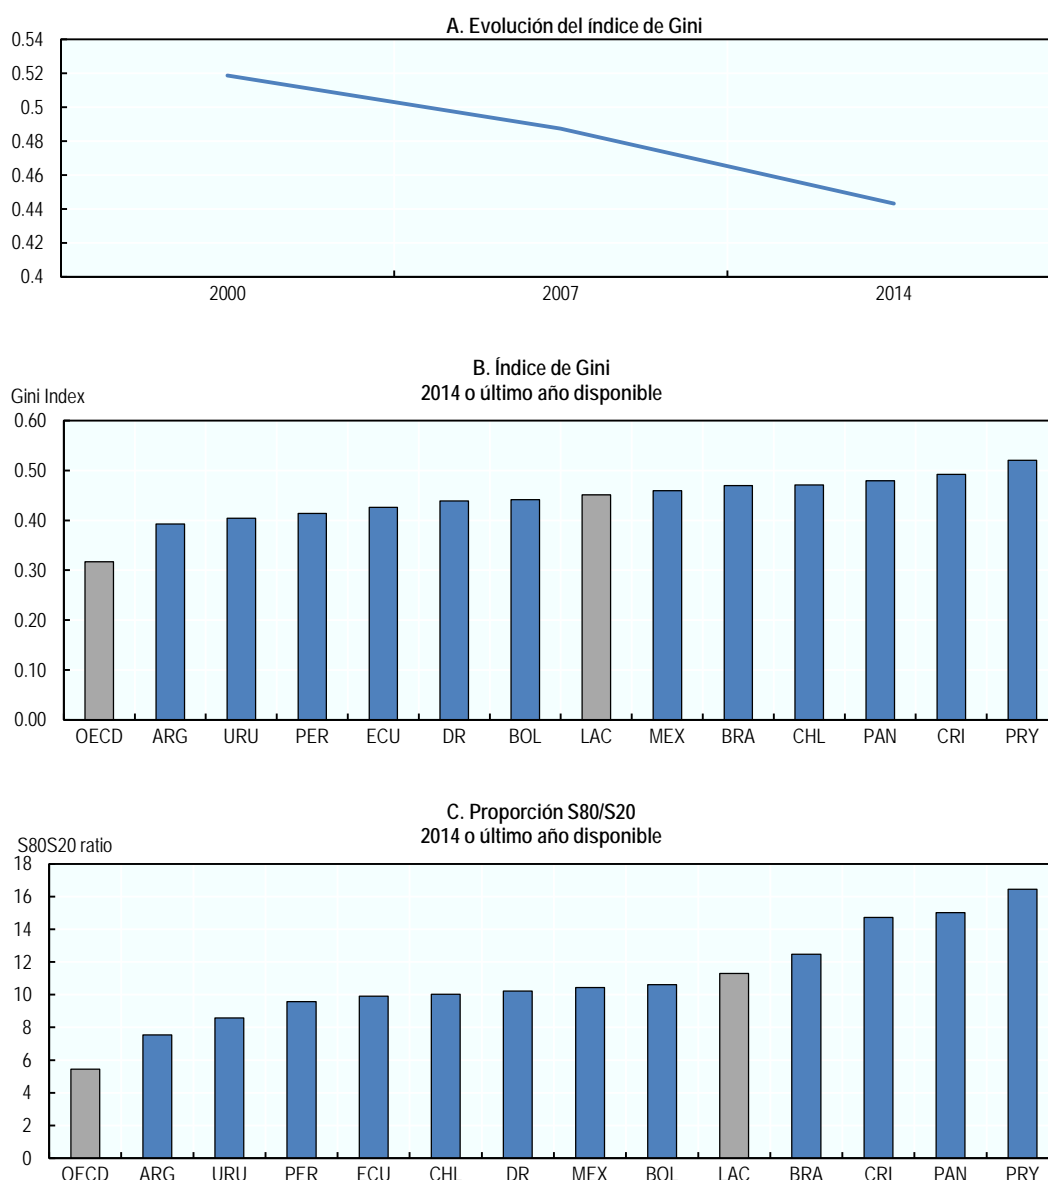 A. Evolución del índice de Gini
0.54
0.52
0.5
0.48
0.46
0.44
0.42
0.4
2000 2007 2014
B. Índice de Gini
2014 o último año disponible
Gini Index
0.60
0.50
0.40
0.30
0.20
0.10
0.00
OECD ARG URU PER ECU DR BOL LAC MEX BRA CHL PAN CRI PRY
C. Proporción S80/S20
2014 o último año disponible
S80S20 ratio
18
16
14
12
10
8
6
4
2
0
OECD ARG URU PER ECU CHL DR MEX BOL LAC BRA CRI PAN PRY